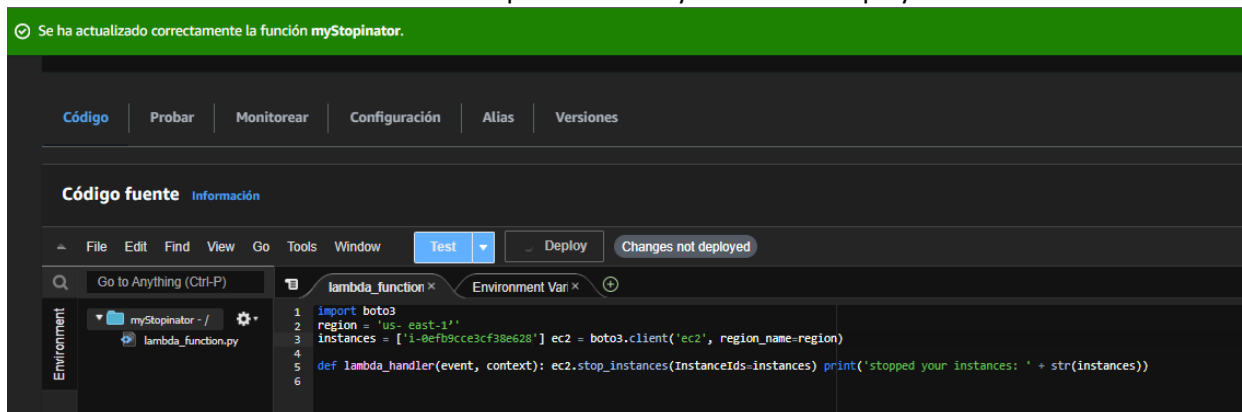 Se ha actualizado correctamente la función myStopinator.
Código Probar Monitorear Configuración Alias Versiones
Código fuente Información
File Edit Find View Go Tools Window Test Deploy Changes not deployed
Go to Anything (Ctrl-P) lambda_function × Environment Vari ×
Environment
myStopinator - /
lambda_function.py
1 import boto3
2 region = 'us- east-1’'
3 instances = ['i-0efb9cce3cf38e628'] ec2 = boto3.client('ec2', region_name=region)
4
5 def lambda_handler(event, context): ec2.stop_instances(InstanceIds=instances) print('stopped your instances: ' + str(instances))
6